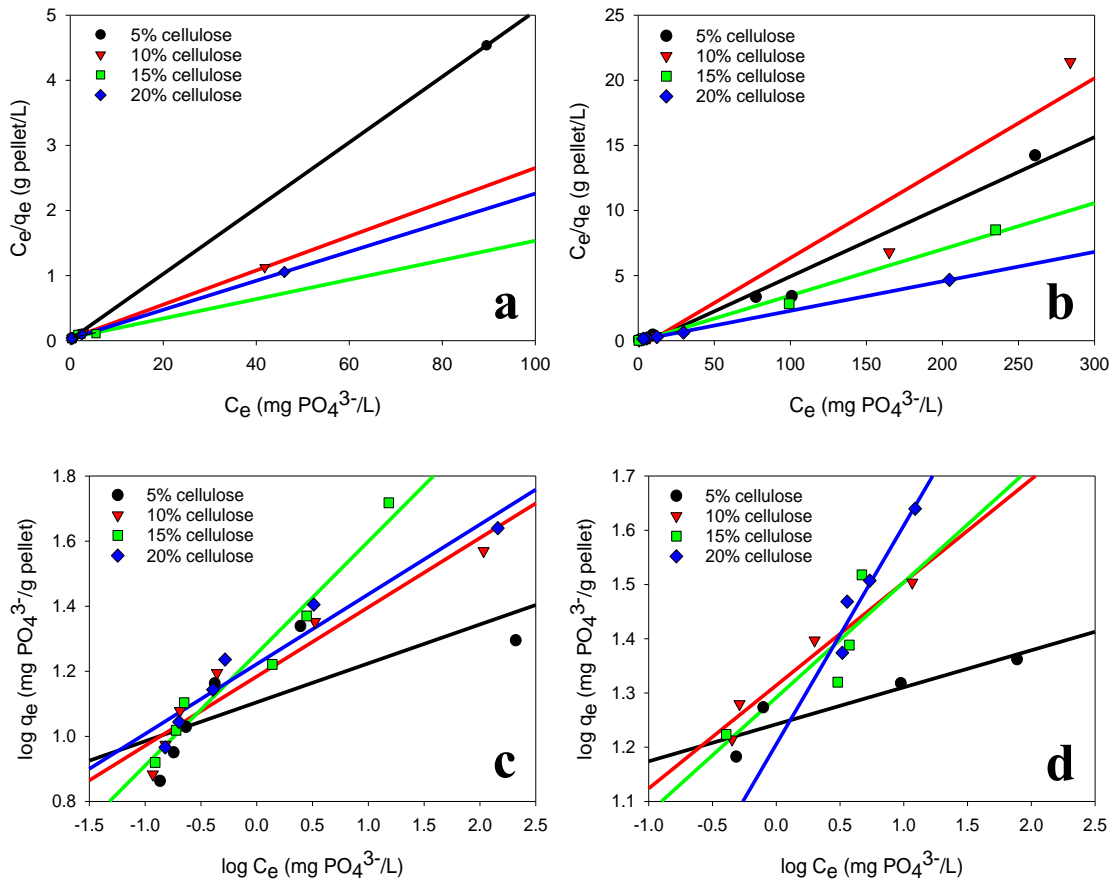 5
4
3
2
1
0
Ce/qe (g pellet/L)
5% cellulose
10% cellulose
15% cellulose
20% cellulose
a
0 20 40 60 80 100
Ce (mg PO4^3-/L)
25
20
15
10
5
0
Ce/qe (g pellet/L)
5% cellulose
10% cellulose
15% cellulose
20% cellulose
b
0 50 100 150 200 250 300
Ce (mg PO4^3-/L)
1.8
1.6
1.4
1.2
1.0
0.8
log qe (mg PO4^3-/g pellet)
5% cellulose
10% cellulose
15% cellulose
20% cellulose
c
-1.5 -1.0 -0.5 0.0 0.5 1.0 1.5 2.0 2.5
log Ce (mg PO4^3-/L)
1.7
1.6
1.5
1.4
1.3
1.2
1.1
log qe (mg PO4^3-/g pellet)
5% cellulose
10% cellulose
15% cellulose
20% cellulose
d
-1.0 -0.5 0.0 0.5 1.0 1.5 2.0 2.5
log Ce (mg PO4^3-/L)